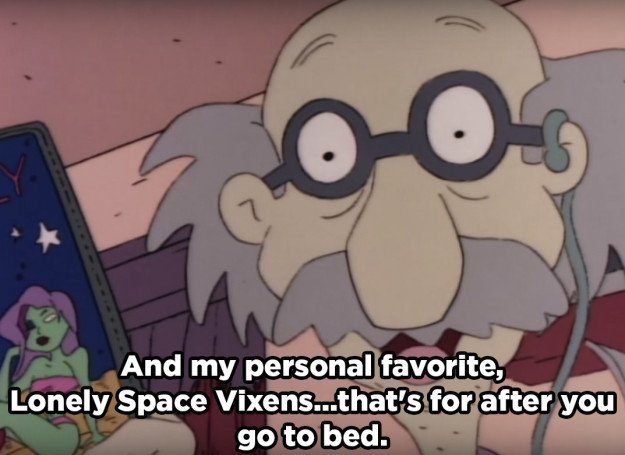 Y
And my personal favorite,
Lonely Space Vixens...that's for after you
go to bed.